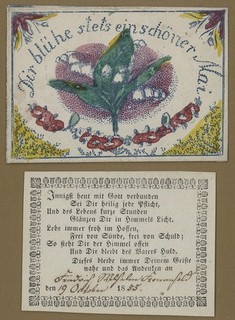 Dir blühe stets ein schöner Mai.
Innigst heut mit Gott verbunden
Sei Dir heilig jede Pflicht,
Und des Lebens kurze Stunden
Glänzen Dir in Himmels Licht.
Lebe immer froh im Hoffen,
Frei von Sünde, frei von Schuld;
So steht Dir der Himmel offen
Und Dir bleibt des Vaters Huld.
Dieses bleibe immer Deinem Geiste
nahe und das Andenken an
den 19 October 1835.